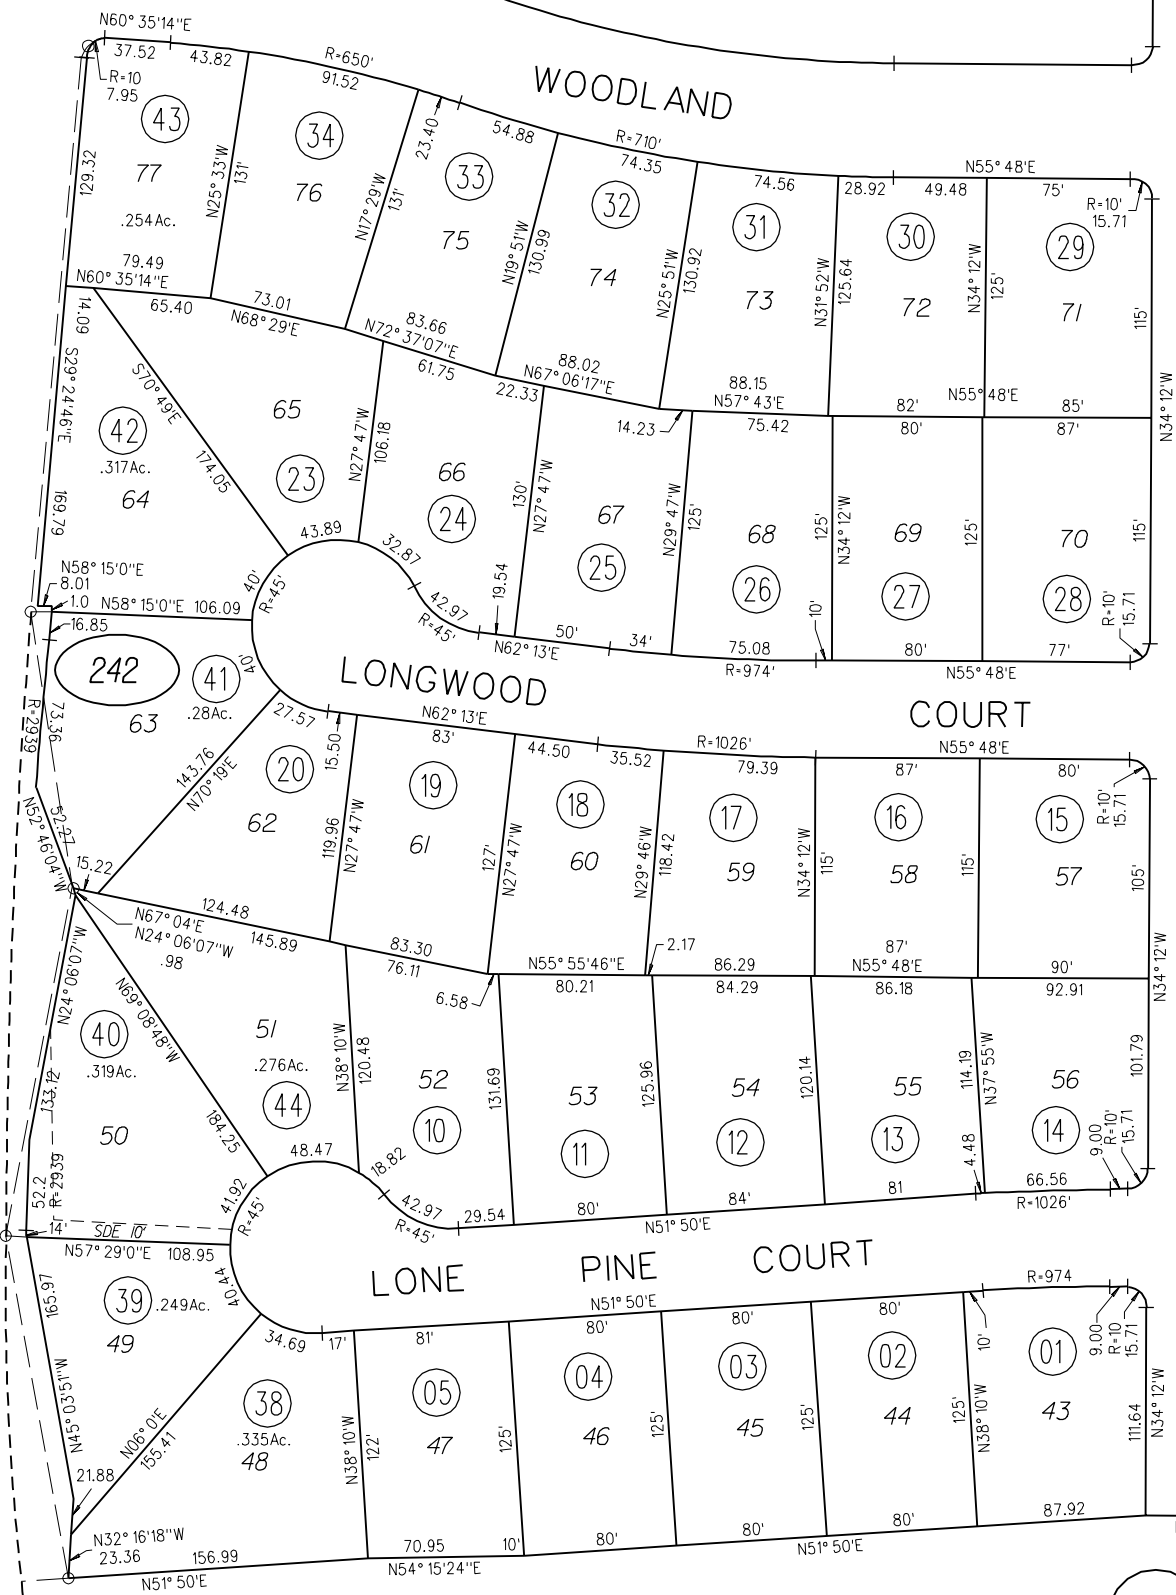 N60° 35'14"E
37.52
43.82
R=650'
91.52
R=10
7.95
43
77
.254Ac.
129.32
79.49
N60° 35'14"E
N25° 33'W
131'
34
76
23.40
N17° 29'W
131'
33
75
54.88
WOODLAND
R=710'
74.35
32
74
N19° 51'W
130.99
N25° 51'W
130.92
74.56
31
73
28.92
49.48
N55° 48'E
75'
R=10'
15.71
30
72
N31° 52'W
125.64
N34° 12'W
125'
29
71
115'
N34° 12'W
14.09
65.40
73.01
N68° 29'E
83.66
N72° 37'07"E
61.75
22.33
88.02
N67° 06'17"E
88.15
N57° 43'E
14.23
75.42
82'
N55° 48'E
85'
80'
87'
S29° 24'46"E
169.79
42
.317Ac.
64
S70° 49'E
174.05
65
23
N27° 47'W
106.18
66
24
130'
N27° 47'W
67
25
N29° 47'W
125'
68
26
125'
N34° 12'W
69
27
125'
70
28
115'
R=10'
15.71
43.89
32.87
42.97
R=45'
19.54
50'
N62° 13'E
34'
75.08
R=974'
10'
80'
N55° 48'E
77'
N58° 15'0"E
8.01
1.0
N58° 15'0"E
106.09
16.85
40'
R=45'
40'
242
41
.28Ac.
63
R=2939
73.36
52.27
N52° 46'04"W
LONGWOOD
COURT
27.57
15.50
N62° 13'E
83'
44.50
35.52
R=1026'
79.39
N55° 48'E
87'
80'
R=10'
15.71
143.76
N70° 19'E
20
62
119.96
N27° 47'W
19
61
127'
N27° 47'W
18
60
N29° 46'W
118.42
17
59
N34° 12'W
115'
16
58
115'
15
57
105'
N34° 12'W
15.22
124.48
N67° 04'E
N24° 06'07"W
.98
145.89
83.30
76.11
6.58
N55° 55'46"E
2.17
80.21
86.29
84.29
87'
N55° 48'E
86.18
90'
92.91
N24° 06'07"W
133.12
40
.319Ac.
50
N69° 08'48"W
184.25
51
.276Ac.
44
N38° 10'W
120.48
52
10
131.69
53
11
125.96
54
12
120.14
55
13
114.19
N37° 55'W
56
14
101.79
9.00
R=10'
15.71
4.48
66.56
R=1026'
48.47
18.82
42.97
R=45'
29.54
80'
N51° 50'E
84'
81
52.2
R=2939
14'
SDE 10'
N57° 29'0"E
108.95
41.92
R=45'
40.44
LONE
PINE
COURT
34.69
17'
N51° 50'E
81'
80'
80'
80'
R=974
9.00
R=10
15.71
10'
165.97
N45° 03'51"W
39
.249Ac.
49
N06° 0'E
155.41
38
.335Ac.
48
N38° 10'W
122'
05
47
125'
04
46
125'
03
45
125'
02
44
125'
N38° 10'W
01
43
111.64
N34° 12'W
21.88
N32° 16'18"W
23.36
156.99
N51° 50'E
70.95
N54° 15'24"E
10'
80'
80'
N51° 50'E
80'
87.92